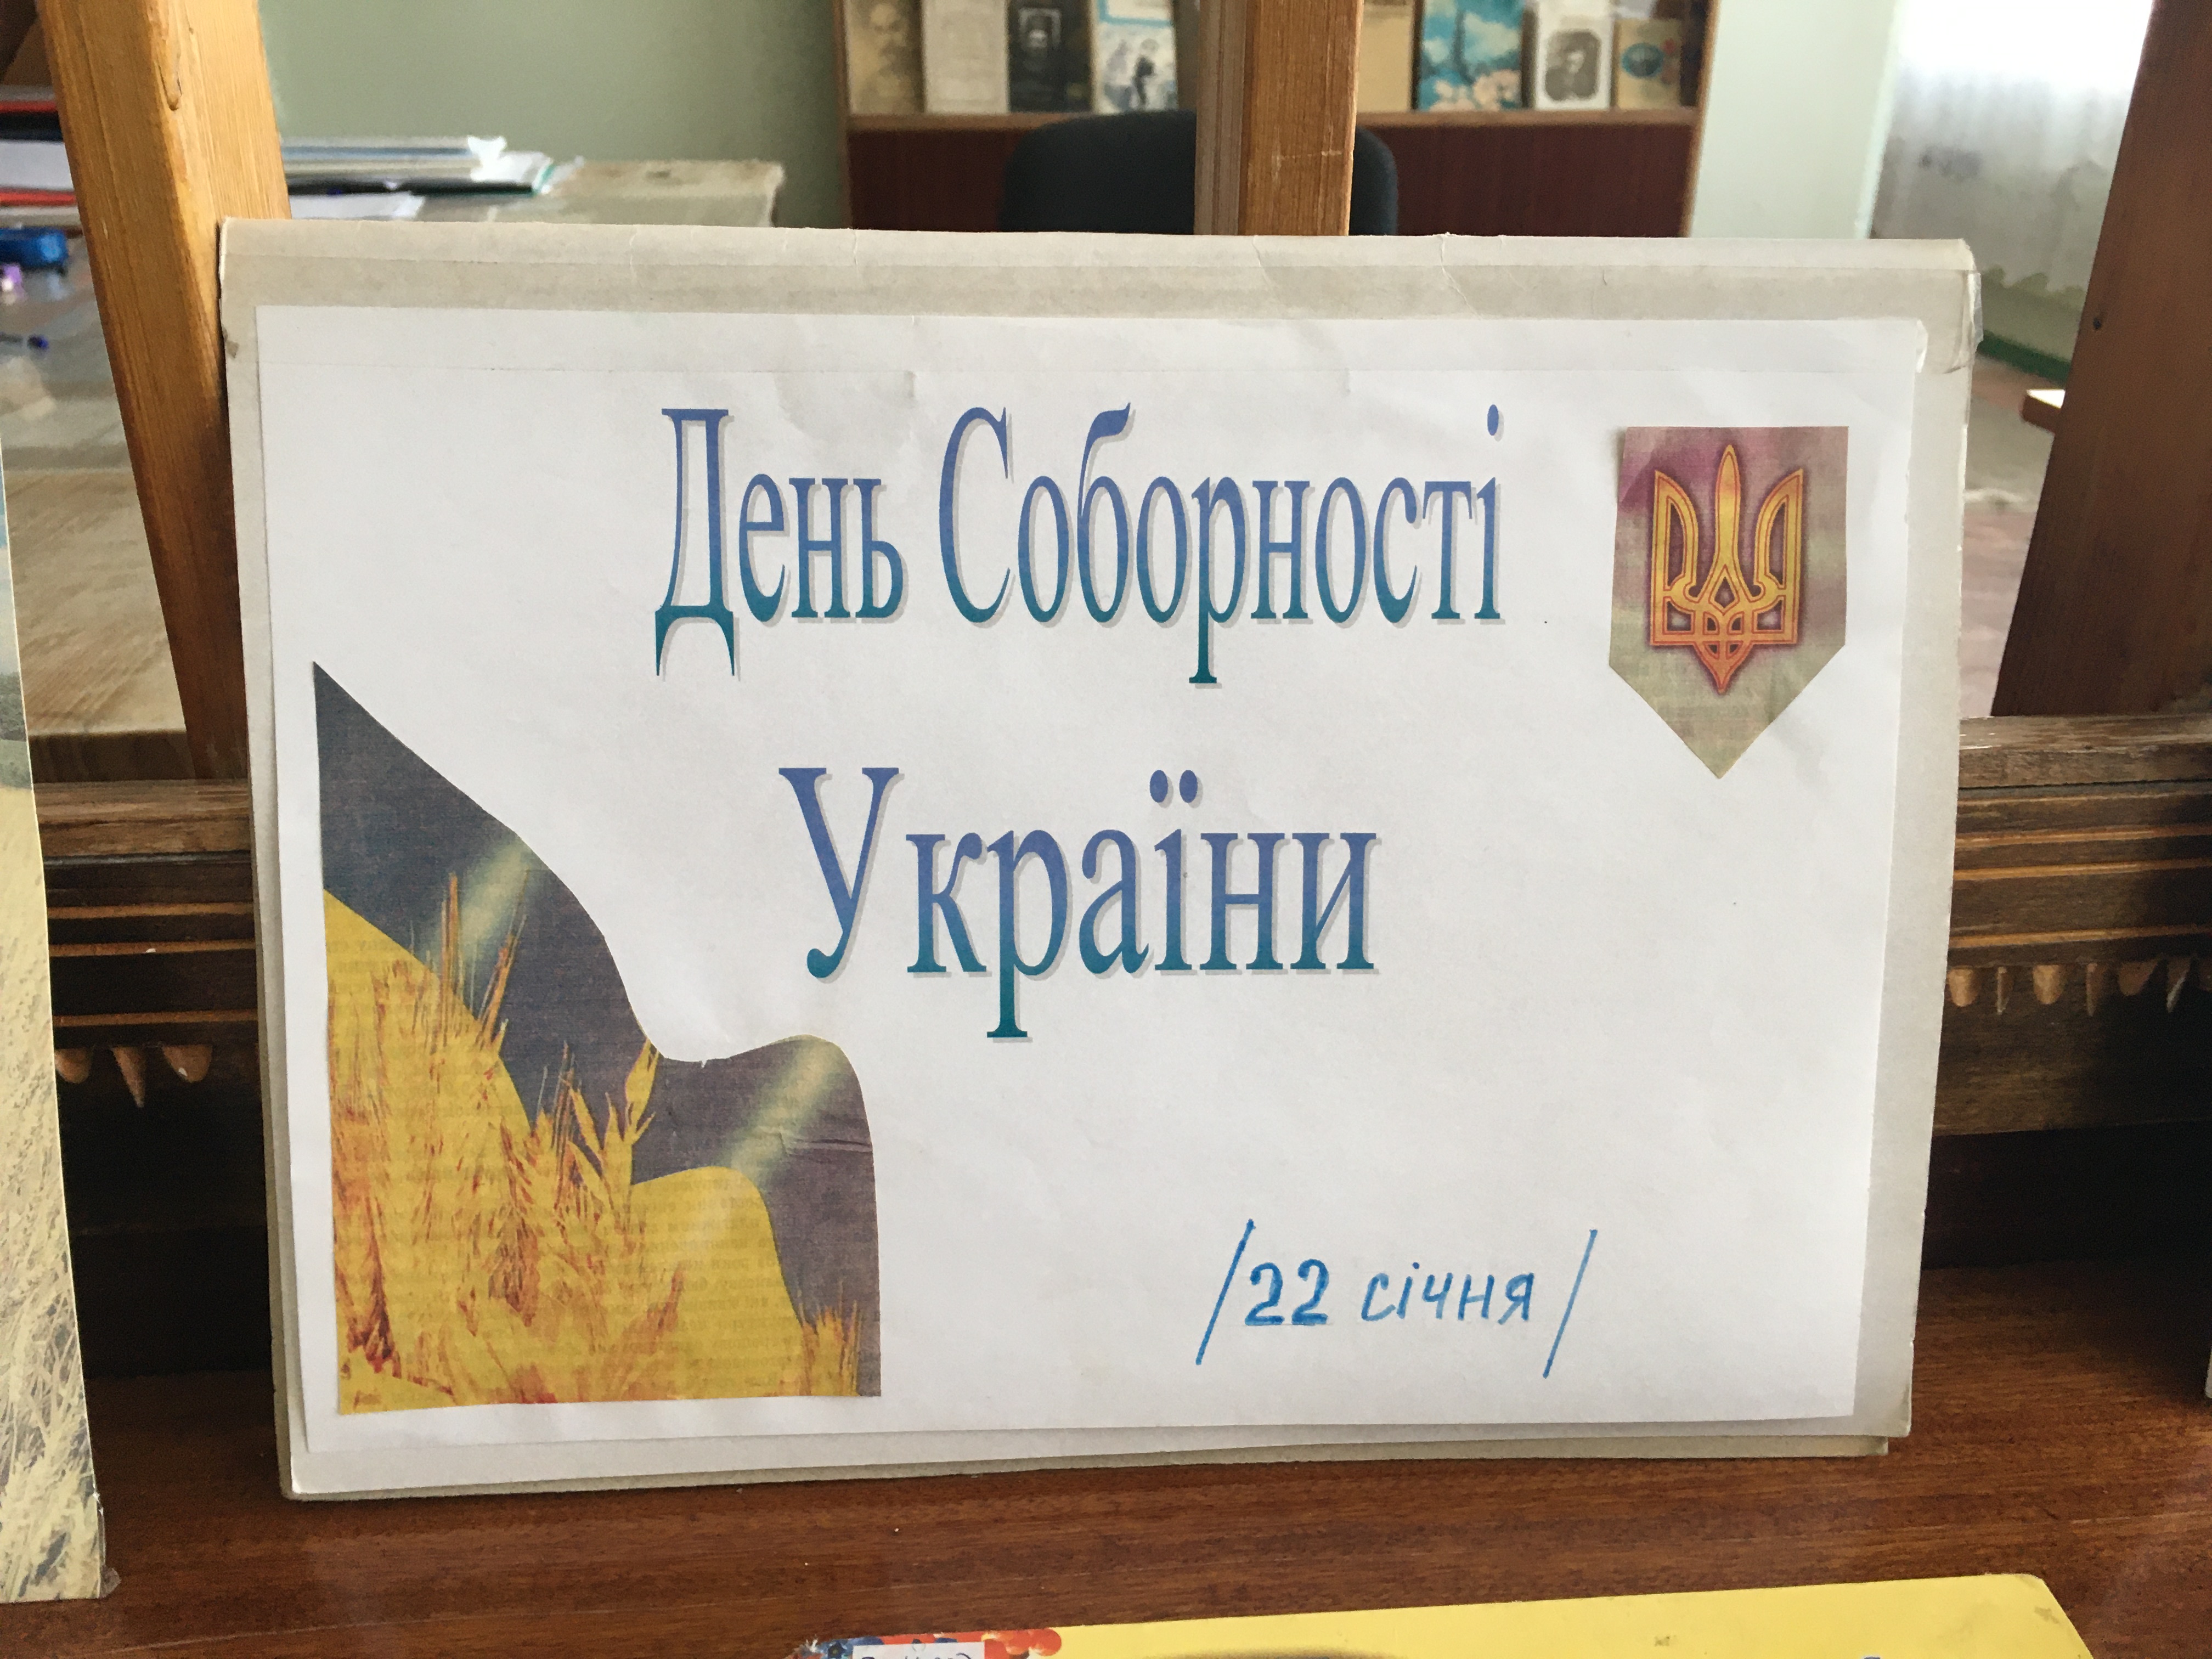 День Соборності
України
/22 січня/